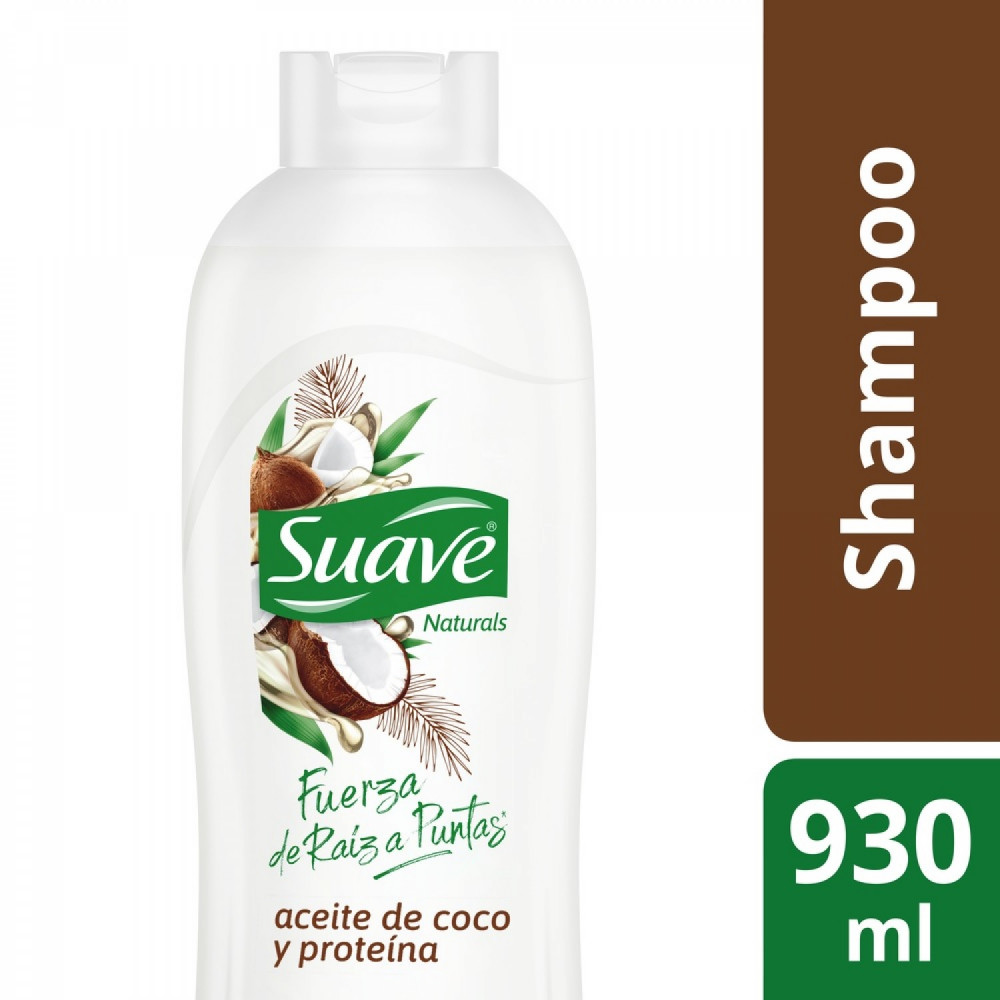 Suave®
Naturals
Fuerza
de Raíz a Puntas*
aceite de coco
y proteína
Shampoo
930
ml